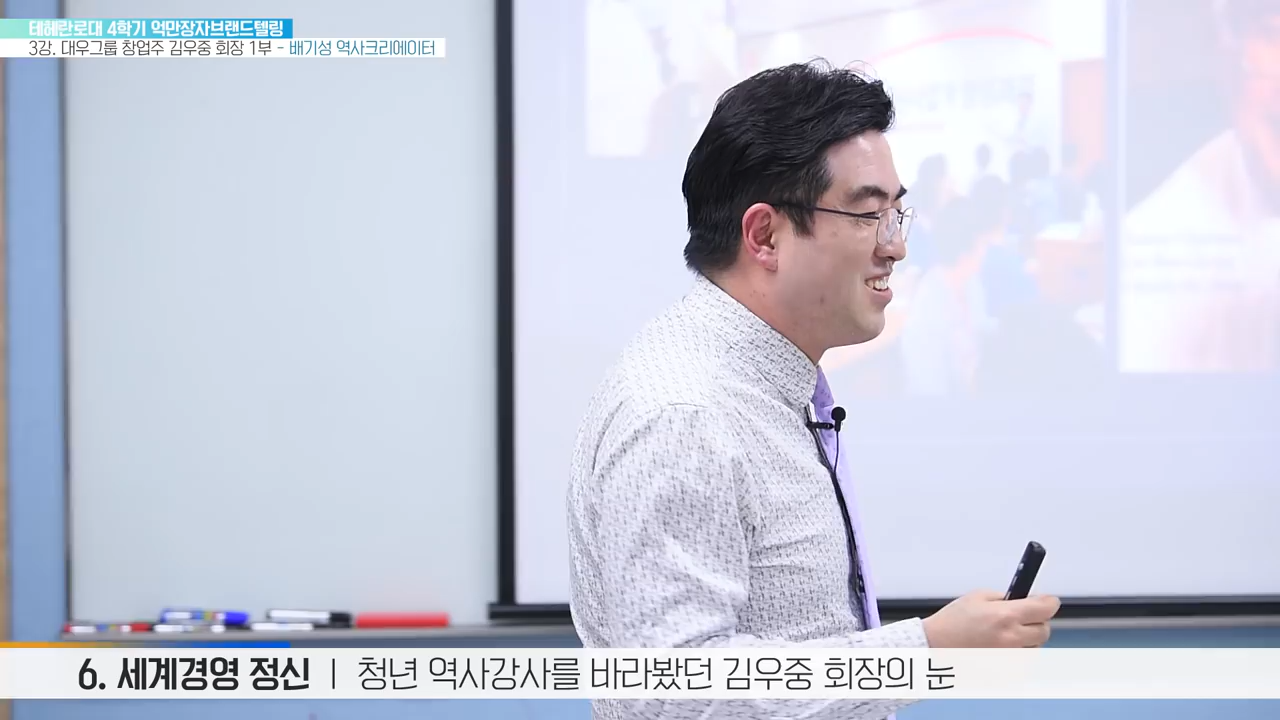 테헤란로대 4학기 억만장자브랜드텔링
3강. 대우그룹 창업주 김우중 회장 1부 - 배기성 역사크리에이터
6. 세계경영 정신 | 청년 역사강사를 바라봤던 김우중 회장의 눈